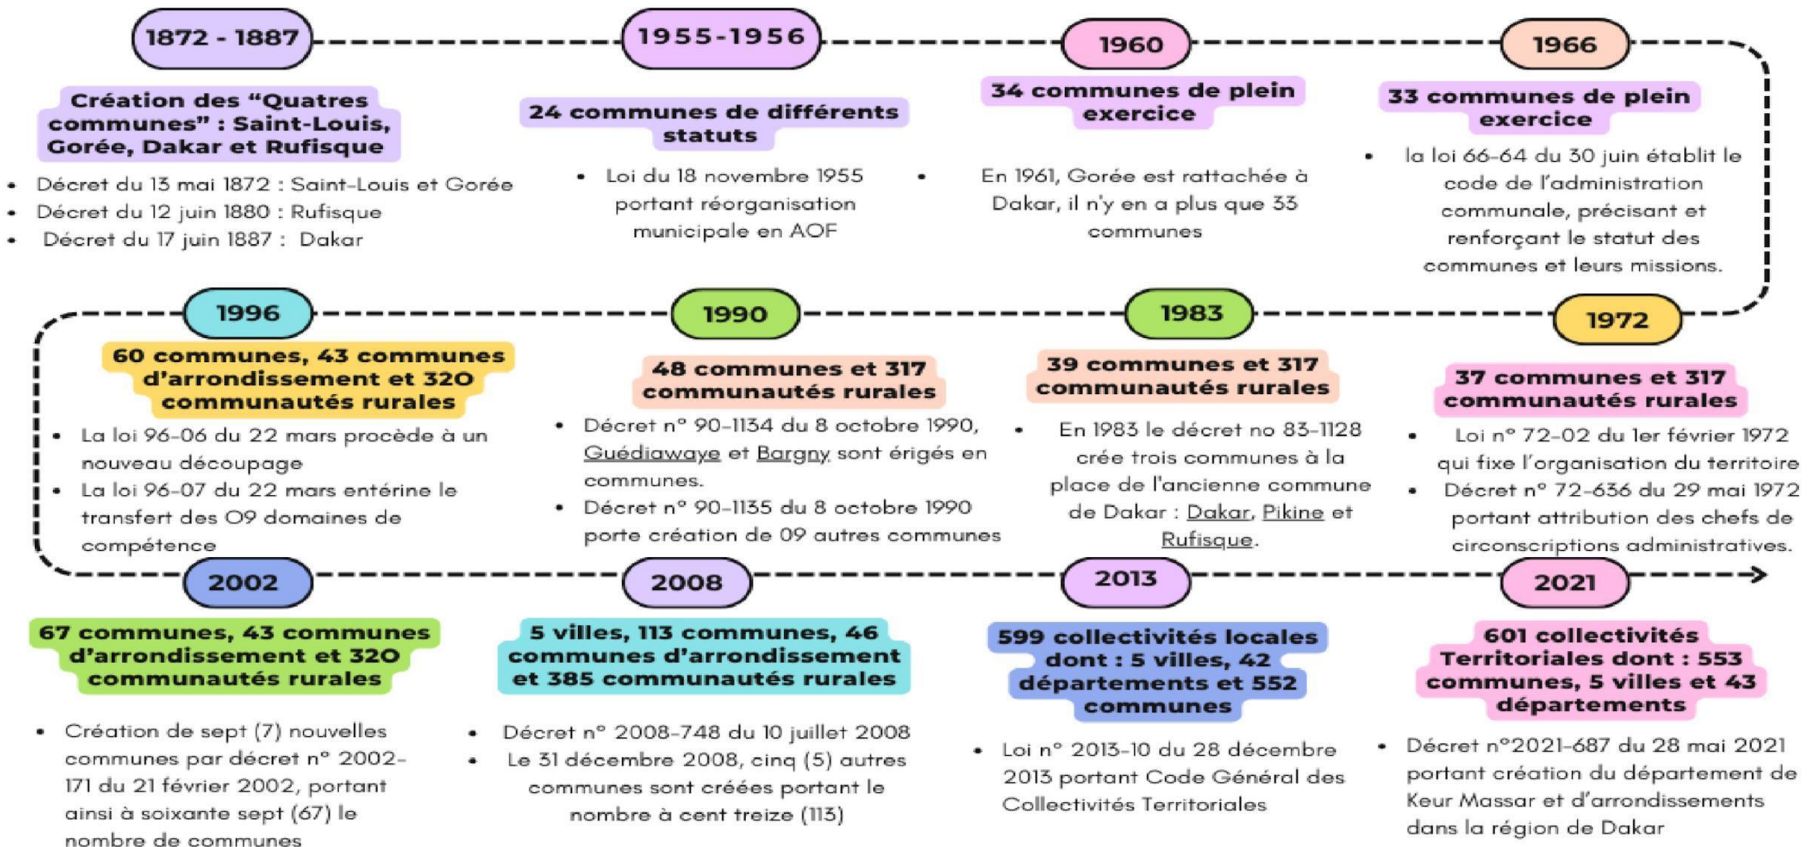 1872 - 1887
Création des “Quatres
communes” : Saint-Louis,
Gorée, Dakar et Rufisque
• Décret du 13 mai 1872 : Saint-Louis et Gorée
• Décret du 12 juin 1880 : Rufisque
• Décret du 17 juin 1887 : Dakar
1955-1956
24 communes de différents
statuts
• Loi du 18 novembre 1955
portant réorganisation
municipale en AOF
1960
34 communes de plein
exercice
• En 1961, Gorée est rattachée à
Dakar, il n'y en a plus que 33
communes
1966
33 communes de plein
exercice
• la loi 66-64 du 30 juin établit le
code de l’administration
communale, précisant et
renforçant le statut des
communes et leurs missions.
1972
37 communes et 317
communautés rurales
• Loi n° 72-02 du 1er février 1972
qui fixe l’organisation du territoire
• Décret n° 72-636 du 29 mai 1972
portant attribution des chefs de
circonscriptions administratives.
1983
39 communes et 317
communautés rurales
• En 1983 le décret no 83-1128
crée trois communes à la
place de l'ancienne commune
de Dakar : Dakar, Pikine et
Rufisque.
1990
48 communes et 317
communautés rurales
• Décret n° 90-1134 du 8 octobre 1990,
Guédiawaye et Bargny sont érigés en
communes.
• Décret n° 90-1135 du 8 octobre 1990
porte création de 09 autres communes
1996
60 communes, 43 communes
d’arrondissement et 32O
communautés rurales
• La loi 96-06 du 22 mars procède à un
nouveau découpage
• La loi 96-07 du 22 mars entérine le
transfert des O9 domaines de
compétence
2002
67 communes, 43 communes
d’arrondissement et 32O
communautés rurales
• Création de sept (7) nouvelles
communes par décret n° 2002-
171 du 21 février 2002, portant
ainsi à soixante sept (67) le
nombre de communes
2008
5 villes, 113 communes, 46
communes d’arrondissement
et 385 communautés rurales
• Décret n° 2008-748 du 10 juillet 2008
• Le 31 décembre 2008, cinq (5) autres
communes sont créées portant le
nombre à cent treize (113)
2013
599 collectivités locales
dont : 5 villes, 42
départements et 552
communes
• Loi n° 2013-10 du 28 décembre
2013 portant Code Général des
Collectivités Territoriales
2021
601 collectivités
Territoriales dont : 553
communes, 5 villes et 43
départements
• Décret n°2021-687 du 28 mai 2021
portant création du département de
Keur Massar et d’arrondissements
dans la région de Dakar